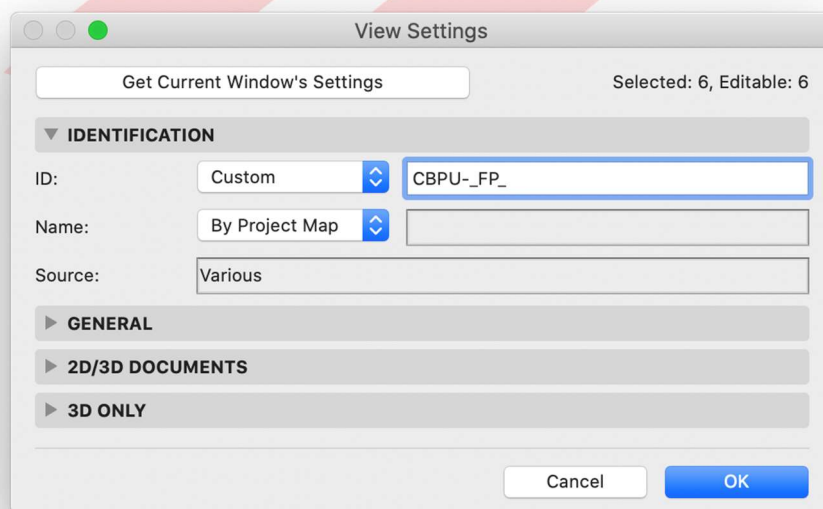 View Settings
Get Current Window's Settings
Selected: 6, Editable: 6
IDENTIFICATION
ID:
Custom
CBPU-_FP_
Name:
By Project Map
Source:
Various
GENERAL
2D/3D DOCUMENTS
3D ONLY
Cancel
OK